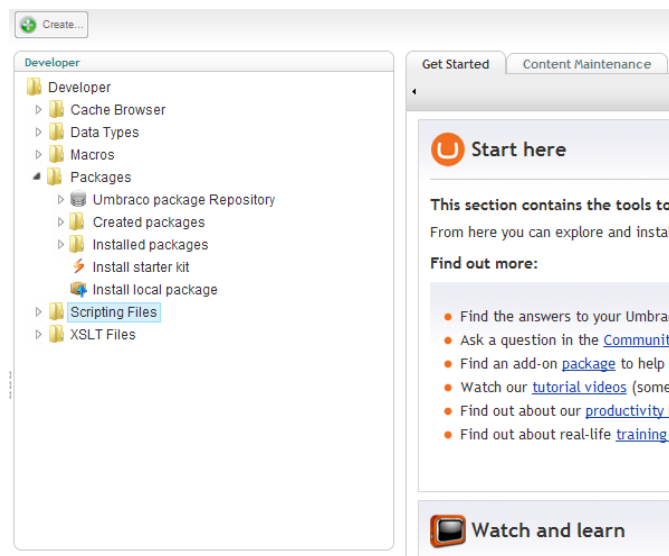 Create...
Developer
Developer
Cache Browser
Data Types
Macros
Packages
Umbraco package Repository
Created packages
Installed packages
Install starter kit
Install local package
Scripting Files
XSLT Files
Get Started
Content Maintenance
Start here
This section contains the tools to
From here you can explore and
Find out more:
Find the answers to your
Ask a question in the
Find an add-on package to help
Watch our tutorial videos
Find out about our productivity
Find out about real-life training
Watch and learn